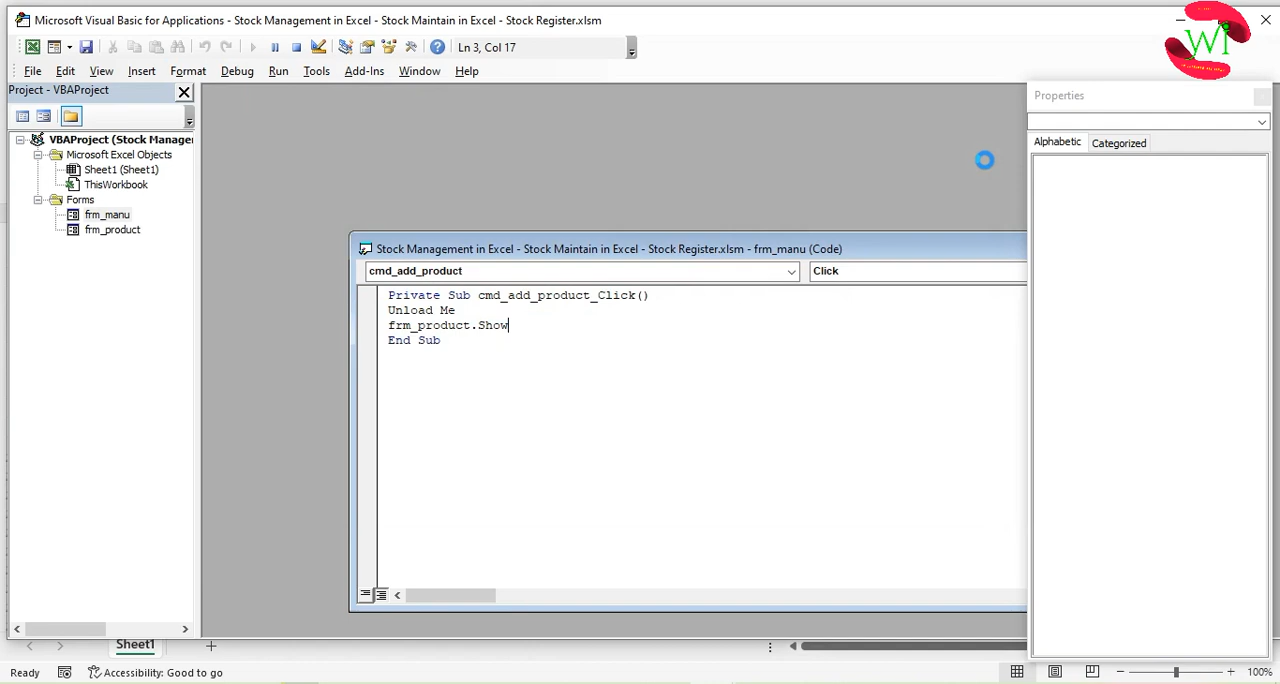 Microsoft Visual Basic for Applications - Stock Management in Excel - Stock Maintain in Excel - Stock Register.xlsm
Ln 3, Col 17
File Edit View Insert Format Debug Run Tools Add-Ins Window Help
Project - VBAProject
Properties
Alphabetic Categorized
VBAProject (Stock Manager
Microsoft Excel Objects
Sheet1 (Sheet1)
ThisWorkbook
Forms
frm_manu
frm_product
Stock Management in Excel - Stock Maintain in Excel - Stock Register.xlsm - frm_manu (Code)
cmd_add_product Click
Private Sub cmd_add_product_Click()
Unload Me
frm_product.Show
End Sub
Sheet1
Ready Accessibility: Good to go 100%
Wi